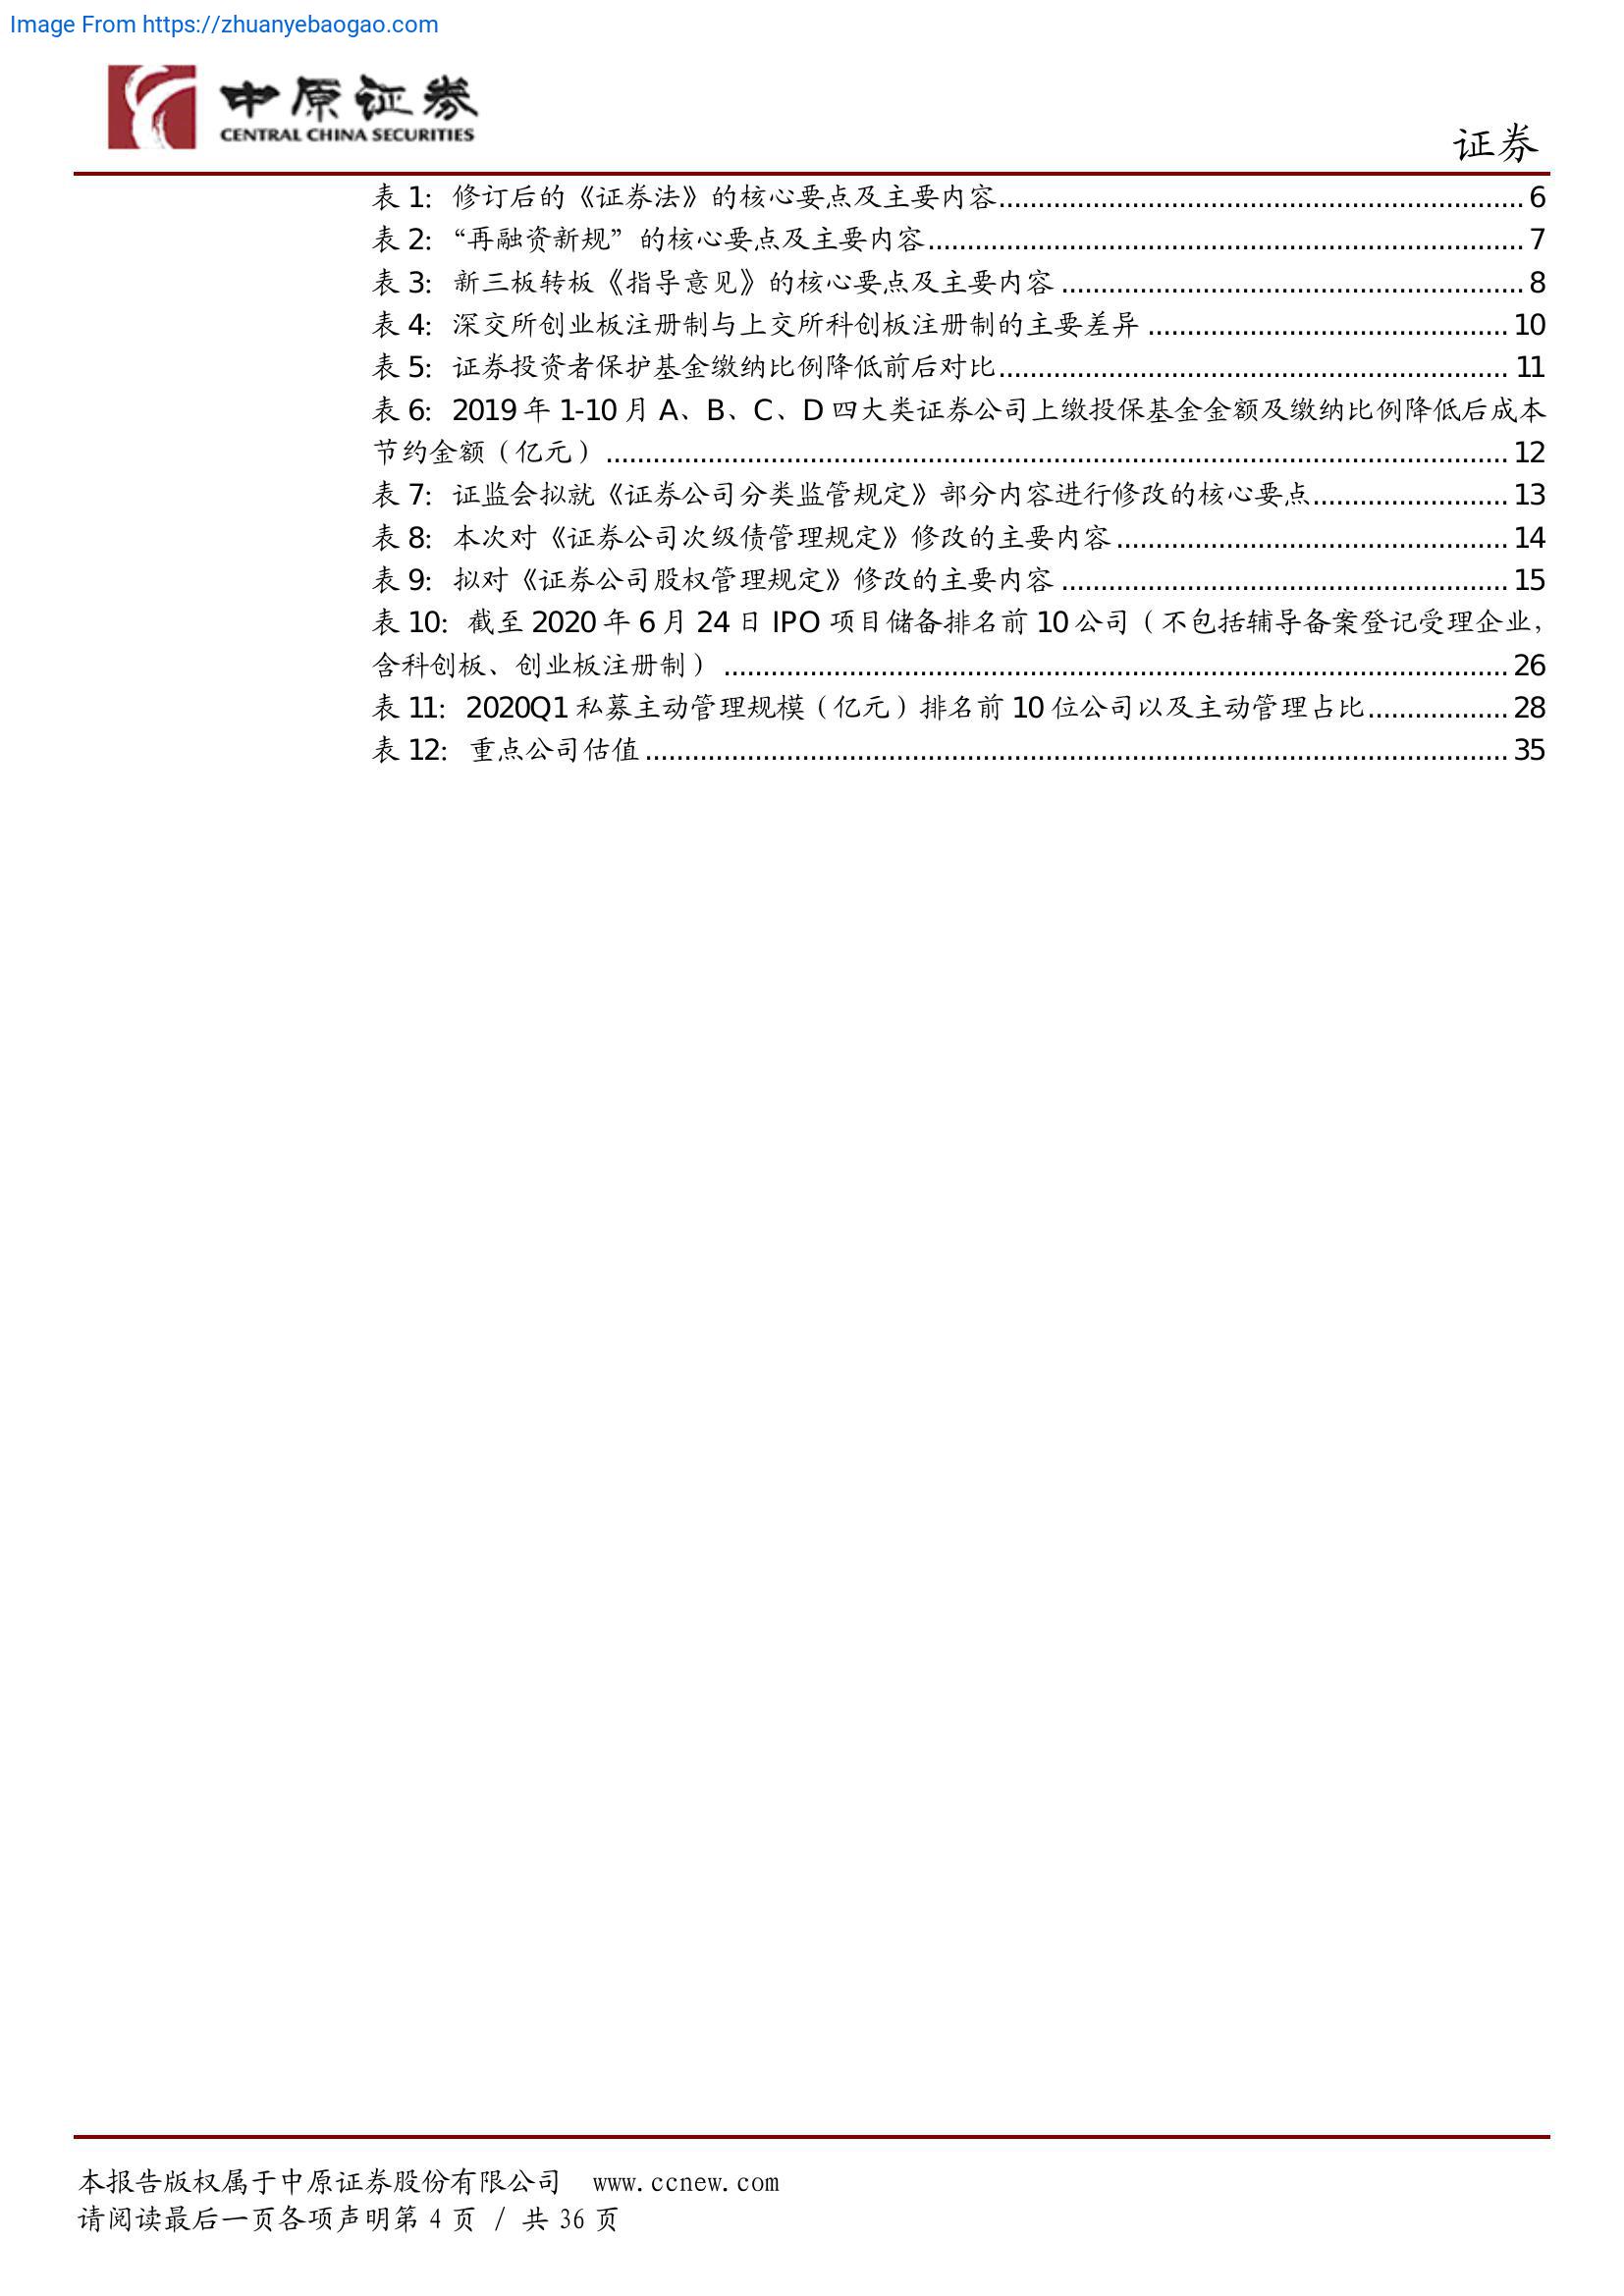 Image From https://zhuanyebaogao.com
中原证券
CENTRAL CHINA SECURITIES
证券
表 1：修订后的《证券法》的核心要点及主要内容........................................................................ 6
表 2：“再融资新规”的核心要点及主要内容........................................................................ 7
表 3：新三板转板《指导意见》的核心要点及主要内容........................................................................ 8
表 4：深交所创业板注册制与上交所科创板注册制的主要差异........................................................................ 10
表 5：证券投资者保护基金缴纳比例降低前后对比........................................................................ 11
表 6：2019 年 1-10 月 A、B、C、D 四大类证券公司上缴投保基金金额及缴纳比例降低后成本
节约金额（亿元）........................................................................ 12
表 7：证监会拟就《证券公司分类监管规定》部分内容进行修改的核心要点......................... 13
表 8：本次对《证券公司次级债管理规定》修改的主要内容.................................................. 14
表 9：拟对《证券公司股权管理规定》修改的主要内容......................................................... 15
表 10：截至 2020 年 6 月 24 日 IPO 项目储备排名前 10 公司（不包括辅导备案登记受理企业，
含科创板、创业板注册制）........................................................................ 26
表 11：2020Q1 私募主动管理规模（亿元）排名前 10 位公司以及主动管理占比.................. 28
表 12：重点公司估值........................................................................ 35
本报告版权属于中原证券股份有限公司 www.ccnew.com
请阅读最后一页各项声明第 4 页 / 共 36 页